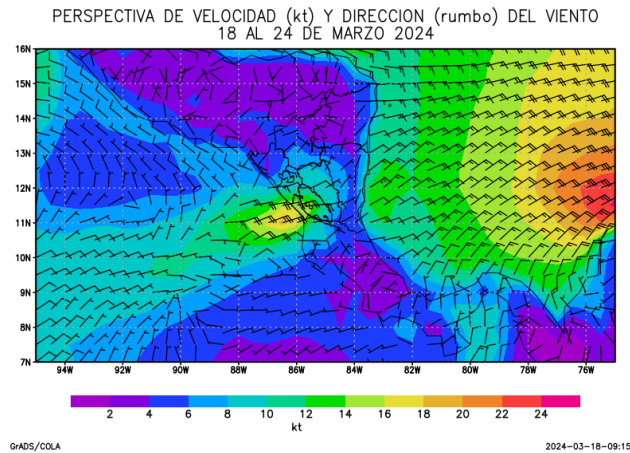 PERSPECTIVA DE VELOCIDAD (kt) Y DIRECCION (rumbo) DEL VIENTO
18 AL 24 DE MARZO 2024
16N
15N
14N
13N
12N
11N
10N
9N
8N
7N
94W 92W 90W 88W 86W 84W 82W 80W 78W 76W
2 4 6 8 10 12 14 16 18 20 22 24
kt
GrADS/COLA
2024-03-18-09:15